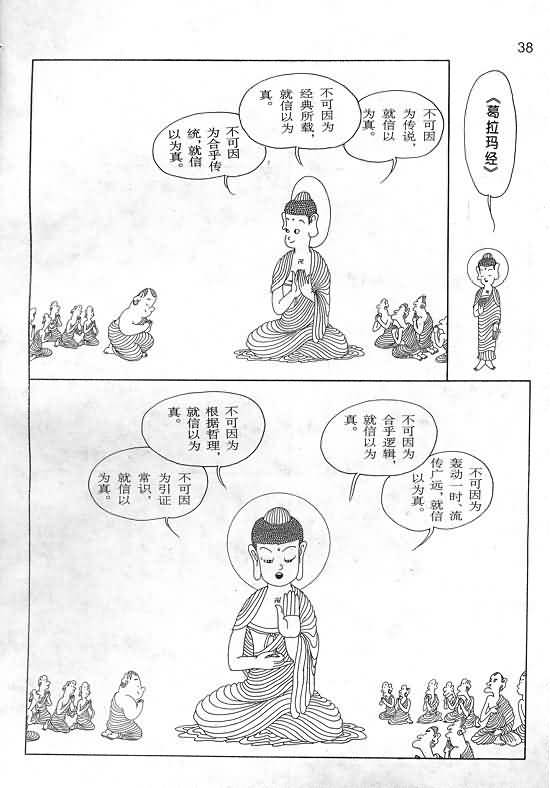 38
《葛拉玛经》
不可因
为传说，
就信以
为真。
不可因为
经典所载，
就信以为
真。
不可因
为合乎传
统，就信
以为真。
不可因为
轰动一时、流
传广远，就信
以为真。
不可因为
合乎逻辑，
就信以为
真。
不可因为
根据哲理，
就信以为
真。
不可因
为引证
常识，
就信以
为真。